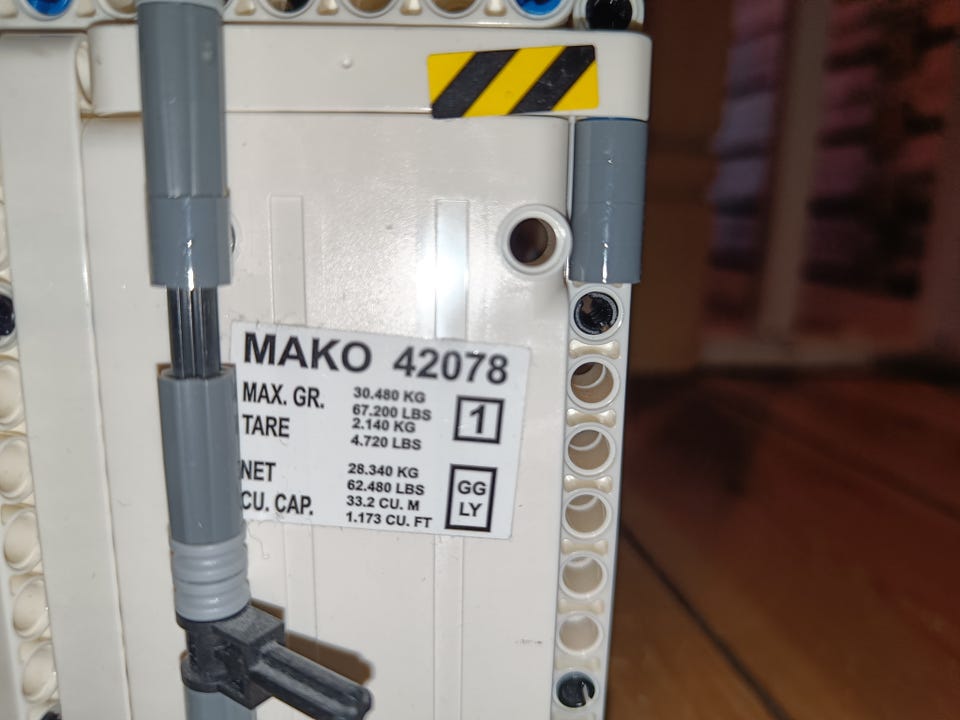 MAKO 42078
MAX. GR. 30.480 KG
67.200 LBS
TARE 2.140 KG
4.720 LBS
1
NET 28.340 KG
62.480 LBS
CU. CAP. 33.2 CU. M
1.173 CU. FT
GG
LY